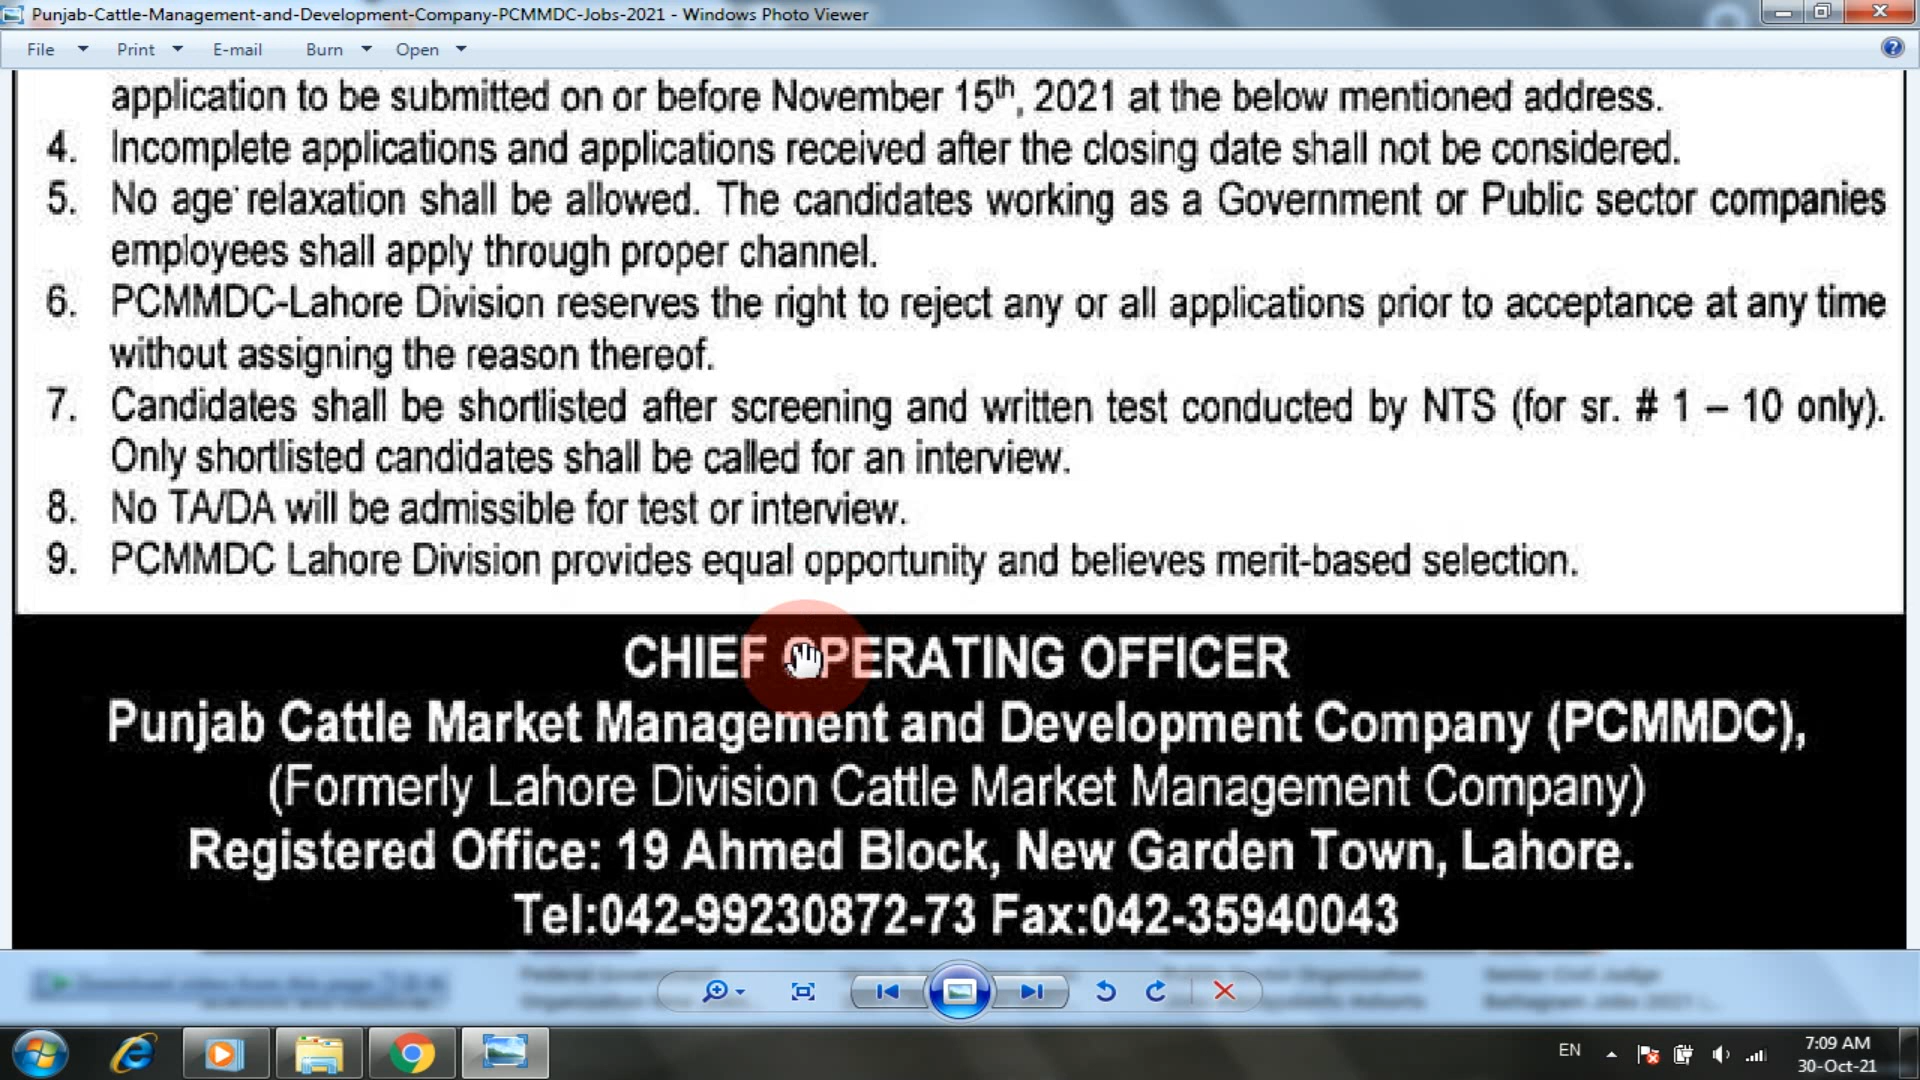 Punjab-Cattle-Management-and-Development-Company-PCMMDC-Jobs-2021 - Windows Photo Viewer
File Print E-mail Burn Open
application to be submitted on or before November 15th, 2021 at the below mentioned address.
4. Incomplete applications and applications received after the closing date shall not be considered.
5. No age relaxation shall be allowed. The candidates working as a Government or Public sector companies
employees shall apply through proper channel.
6. PCMMDC-Lahore Division reserves the right to reject any or all applications prior to acceptance at any time
without assigning the reason thereof.
7. Candidates shall be shortlisted after screening and written test conducted by NTS (for sr. # 1 – 10 only).
Only shortlisted candidates shall be called for an interview.
8. No TA/DA will be admissible for test or interview.
9. PCMMDC Lahore Division provides equal opportunity and believes merit-based selection.
CHIEF OPERATING OFFICER
Punjab Cattle Market Management and Development Company (PCMMDC),
(Formerly Lahore Division Cattle Market Management Company)
Registered Office: 19 Ahmed Block, New Garden Town, Lahore.
Tel:042-99230872-73 Fax:042-35940043
EN
7:09 AM
30-Oct-21